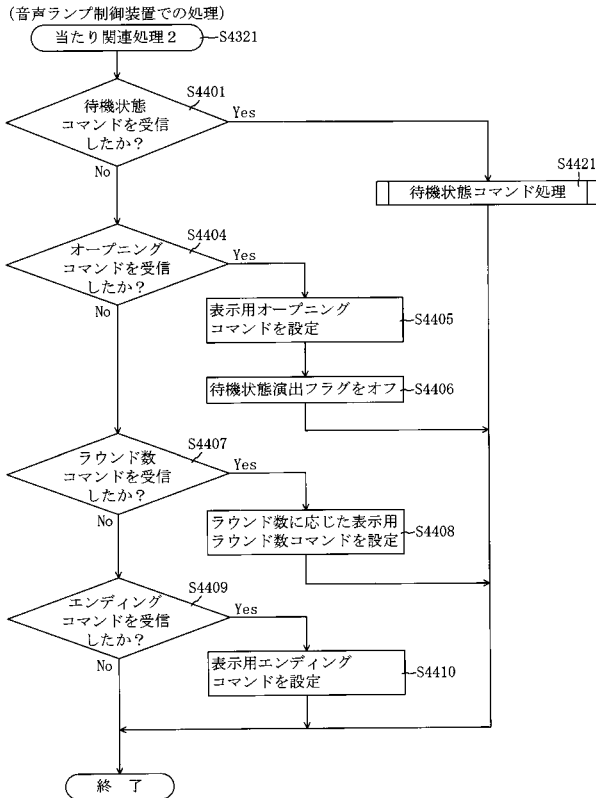 (音声ランプ制御装置での処理)
当たり関連処理２
S4321
S4401
待機状態
コマンドを受信
したか？
Yes
No
S4421
待機状態コマンド処理
S4404
オープニング
コマンドを受信
したか？
Yes
No
表示用オープニング
コマンドを設定
S4405
待機状態演出フラグをオフ
S4406
S4407
ラウンド数
コマンドを受信
したか？
Yes
No
ラウンド数に応じた表示用
ラウンド数コマンドを設定
S4408
S4409
エンディング
コマンドを受信
したか？
Yes
No
表示用エンディング
コマンドを設定
S4410
終　了